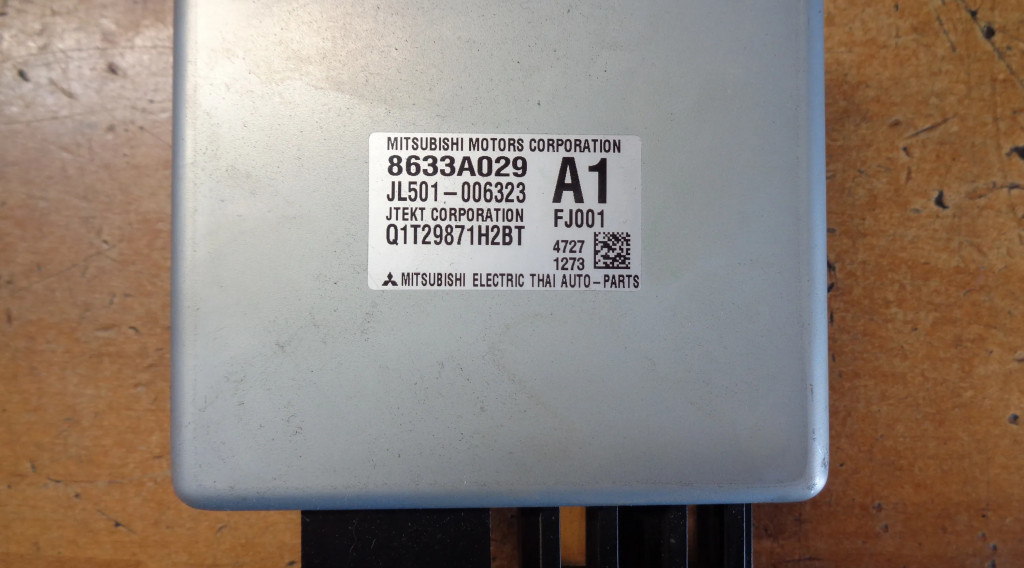 MITSUBISHI MOTORS CORPORATION
8633A029
A1
JL501-006323
JTEKT CORPORATION
FJ001
Q1T29871H2BT
4727
1273
MITSUBISHI ELECTRIC THAI AUTO-PARTS